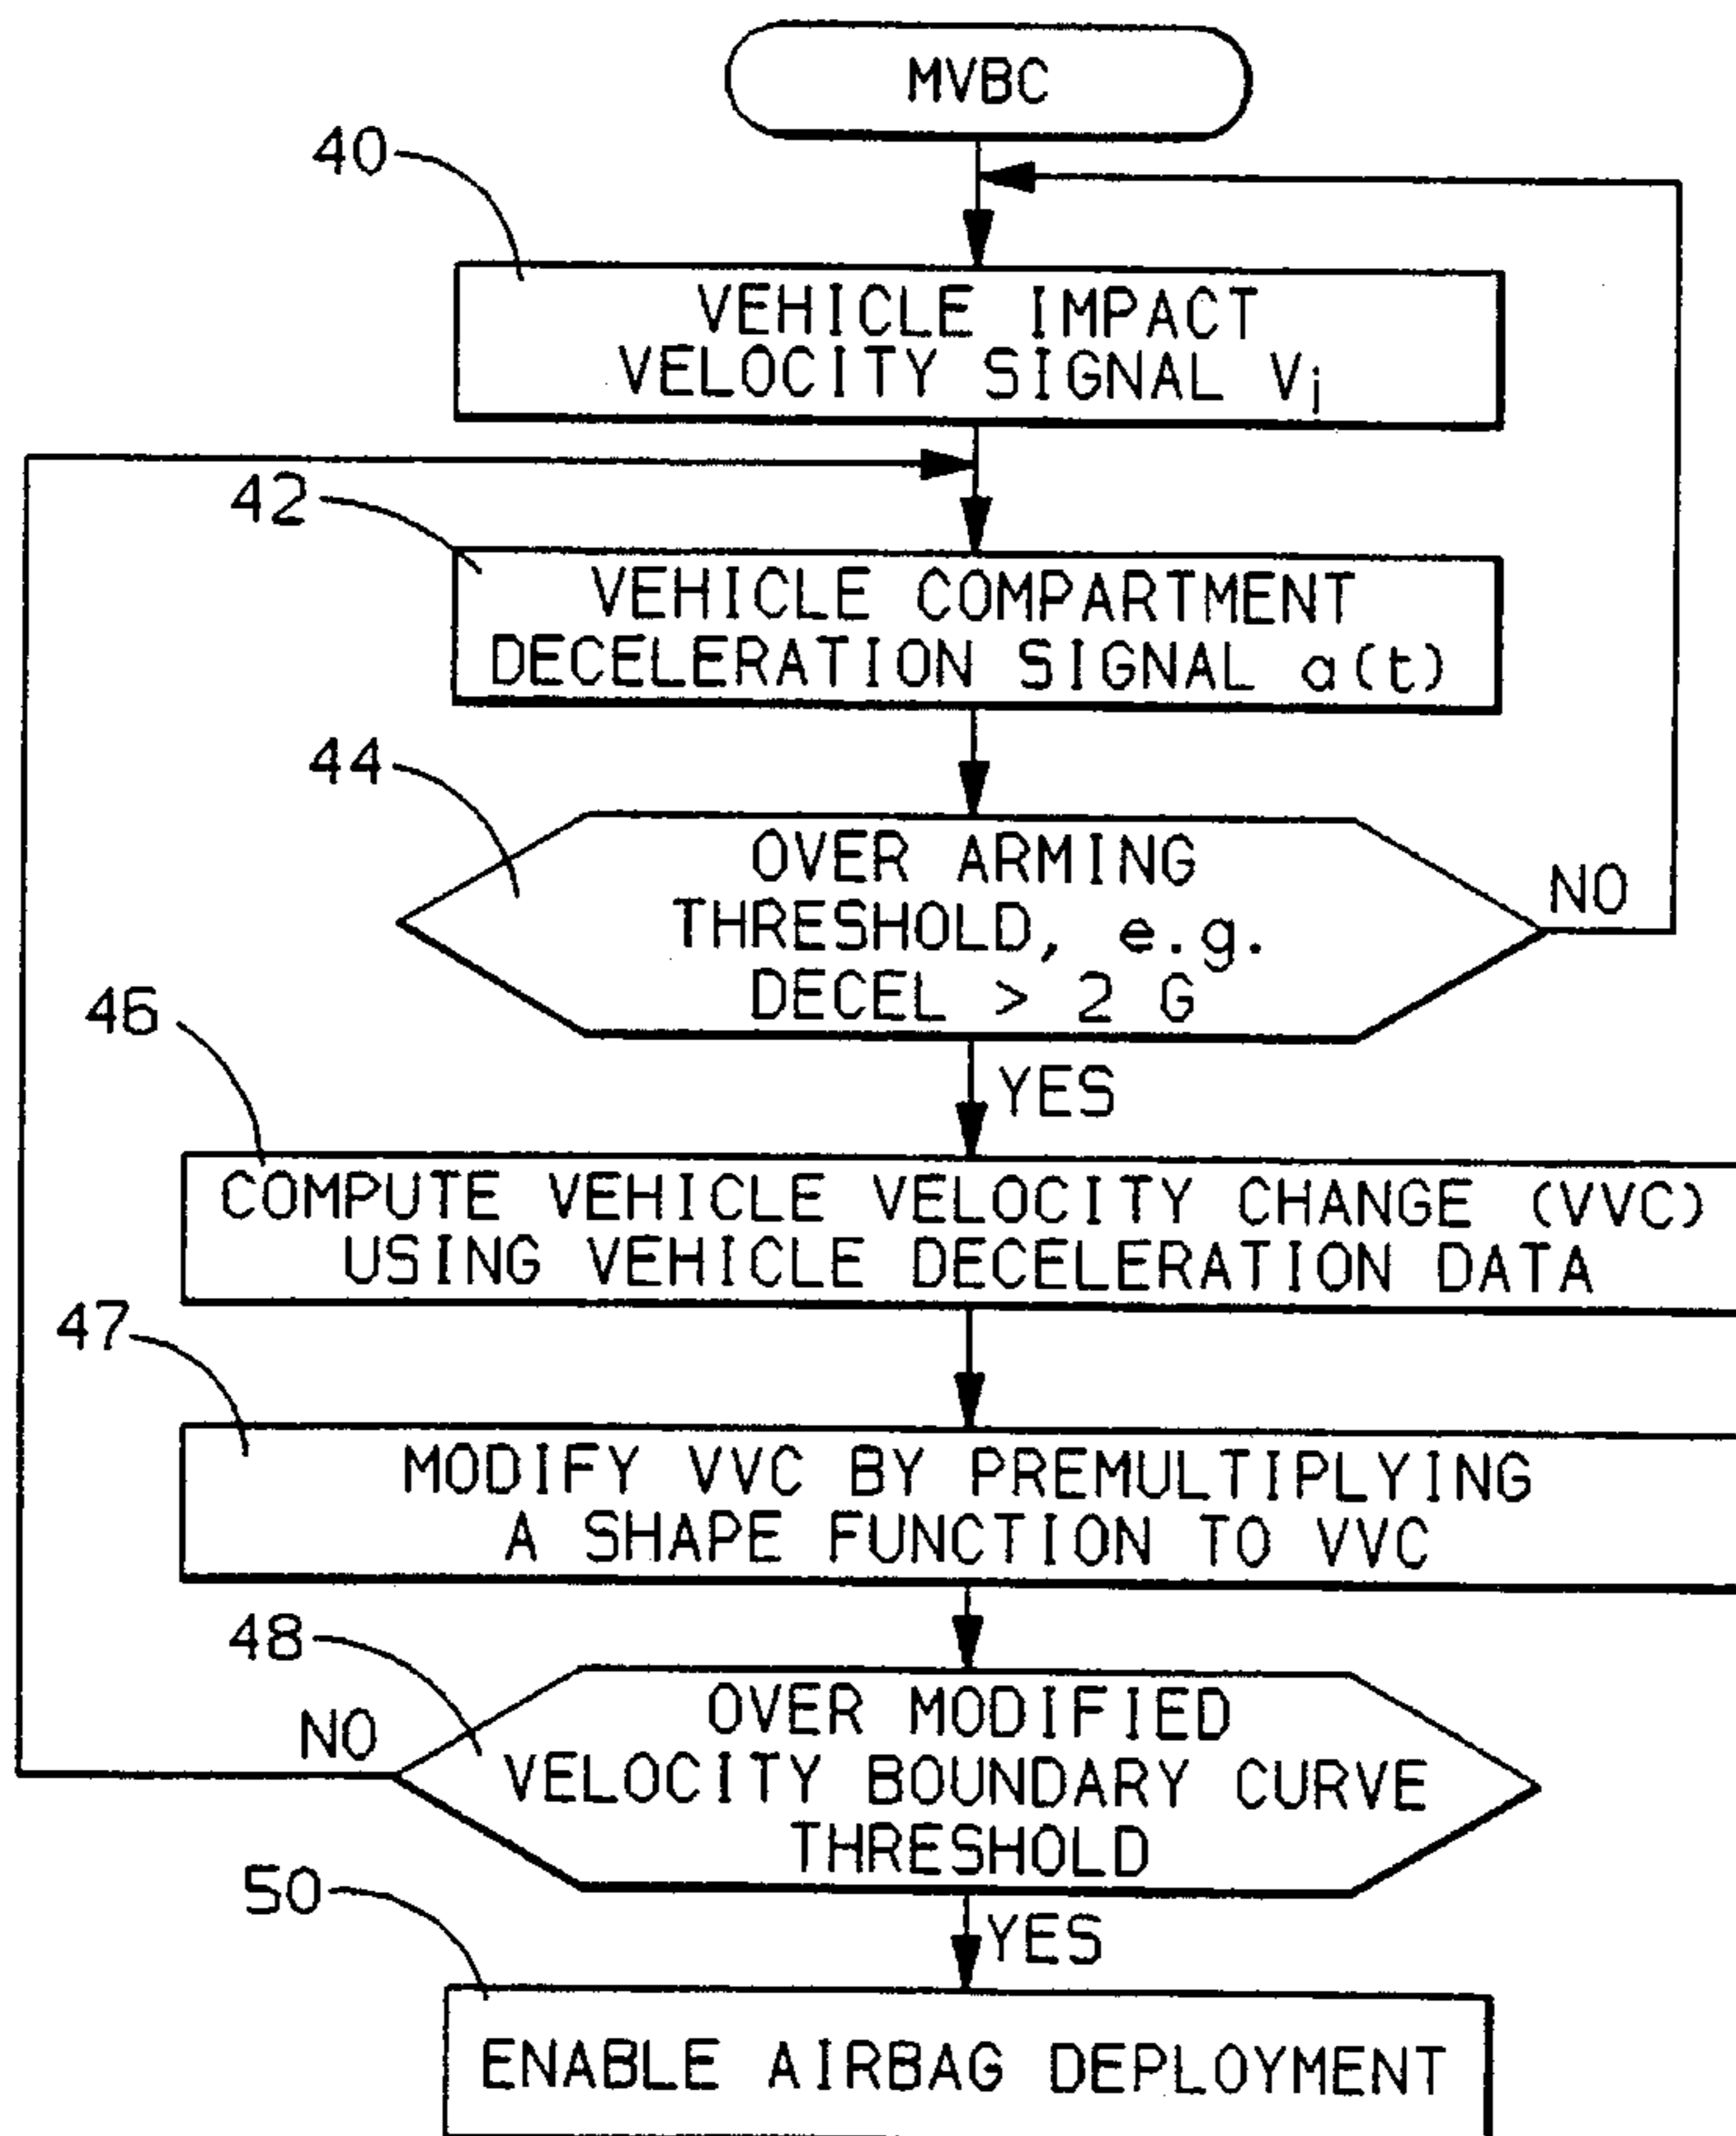 MVBC
40
VEHICLE IMPACT
VELOCITY SIGNAL Vi
42
VEHICLE COMPARTMENT
DECELERATION SIGNAL a(t)
44
OVER ARMING
THRESHOLD, e.g.
DECEL > 2 G
NO
YES
46
COMPUTE VEHICLE VELOCITY CHANGE (VVC)
USING VEHICLE DECELERATION DATA
47
MODIFY VVC BY PREMULTIPLYING
A SHAPE FUNCTION TO VVC
48
OVER MODIFIED
VELOCITY BOUNDARY CURVE
THRESHOLD
NO
YES
50
ENABLE AIRBAG DEPLOYMENT